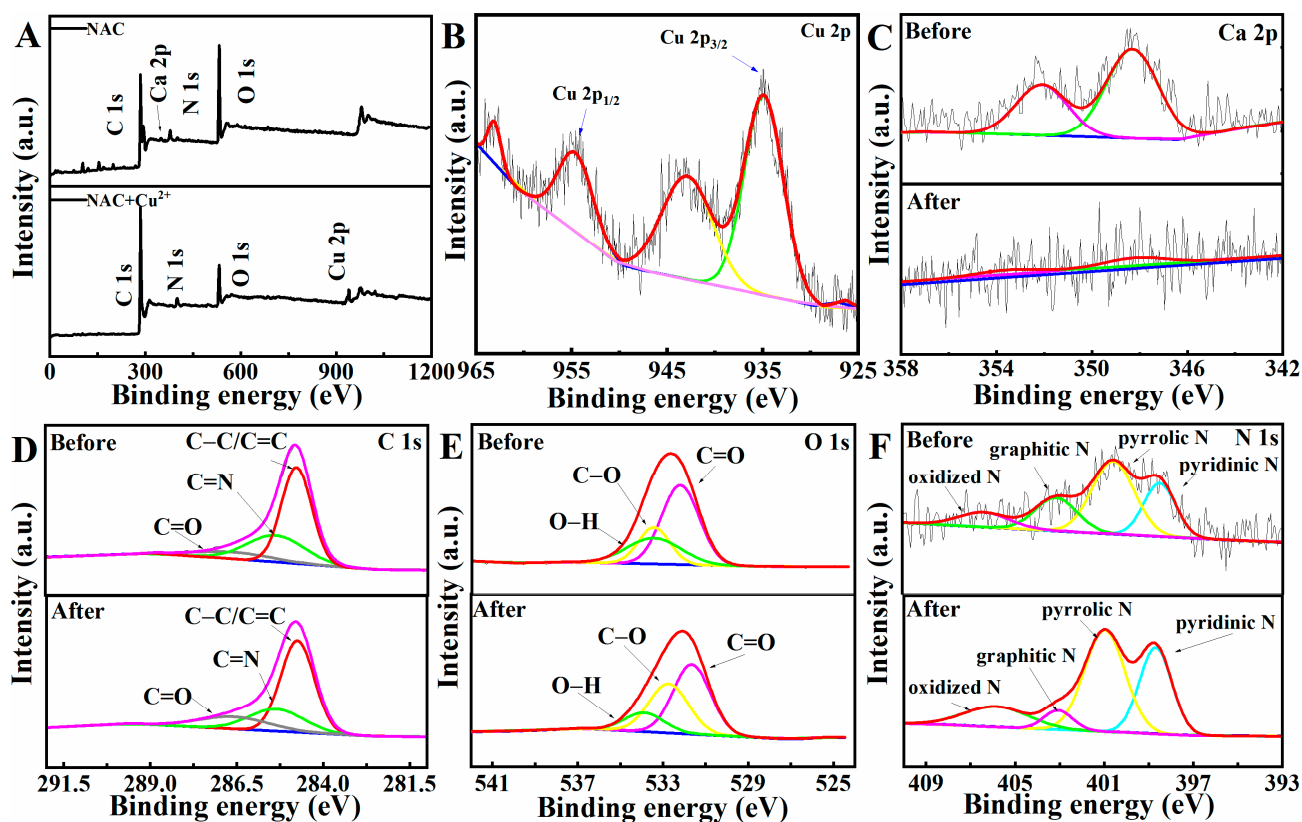 A
NAC
C 1s
Ca 2p
N 1s
O 1s
NAC+Cu²⁺
C 1s
N 1s
O 1s
Cu 2p
Intensity (a.u.)
0 300 600 900 1200
Binding energy (eV)
B
Cu 2p
Cu 2p₃/₂
Cu 2p₁/₂
Intensity (a.u.)
965 955 945 935 925
Binding energy (eV)
C
Before
Ca 2p
After
Intensity (a.u.)
358 354 350 346 342
Binding energy (eV)
D
Before
C 1s
C−C/C=C
C=N
C=O
After
C−C/C=C
C=N
C=O
Intensity (a.u.)
291.5 289.0 286.5 284.0 281.5
Binding energy (eV)
E
Before
O 1s
C=O
C−O
O−H
After
C−O
C=O
O−H
Intensity (a.u.)
541 537 532 529 524
Binding energy (eV)
F
Before
N 1s
pyrrolic N
graphitic N
pyridinic N
oxidized N
After
pyrrolic N
pyridinic N
graphitic N
oxidized N
Intensity (a.u.)
409 405 401 397 393
Binding energy (eV)